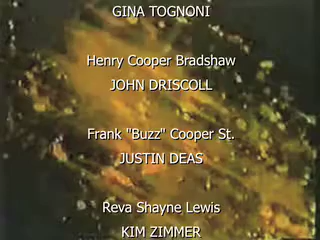 GINA TOGNONI
Henry Cooper Bradshaw
JOHN DRISCOLL
Frank "Buzz" Cooper St.
JUSTIN DEAS
Reva Shayne Lewis
KIM ZIMMER